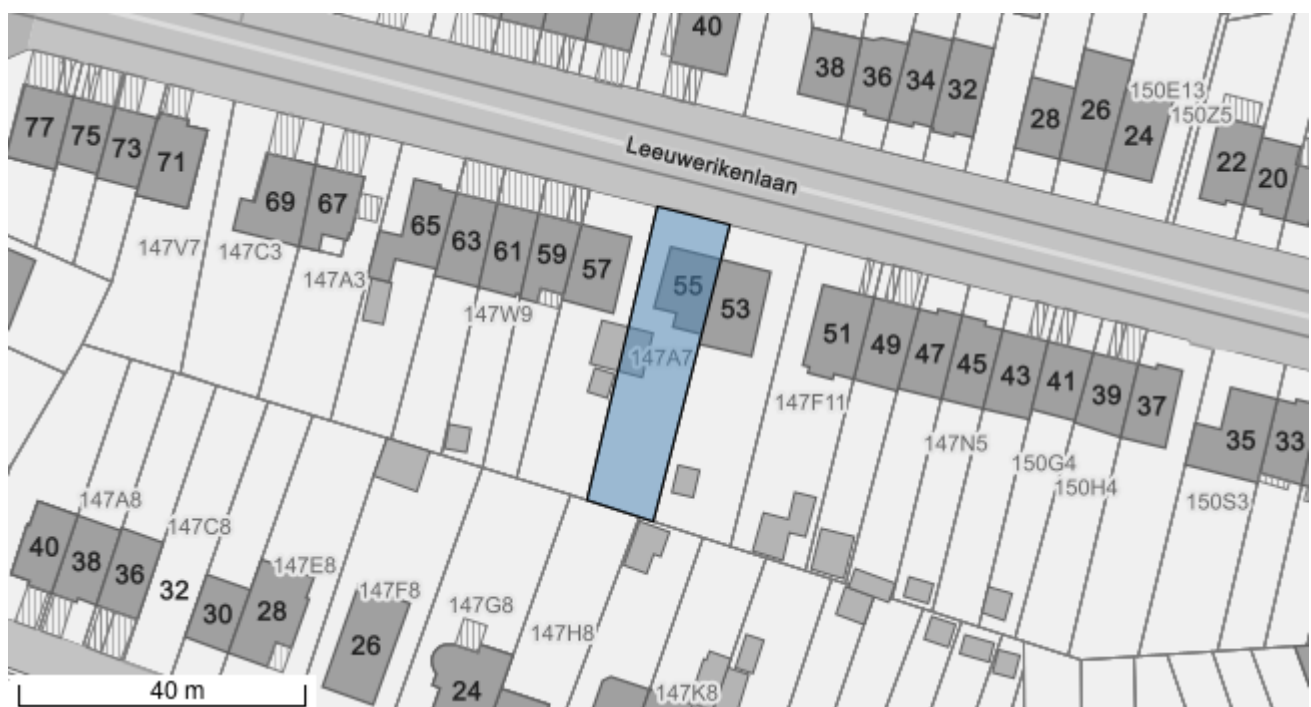 40
38
36
34
32
28
26
24
150E13
150Z5
22
20
77
75
73
71
Leeuwerikenlaan
69
67
65
63
61
59
57
55
53
147V7
147C3
147A3
147W9
147A7
51
49
47
45
43
41
39
37
35
33
147F11
147N5
150G4
150H4
150S3
147A8
147C8
147E8
147F8
147G8
147H8
147K8
40
38
36
32
30
28
26
24
40 m